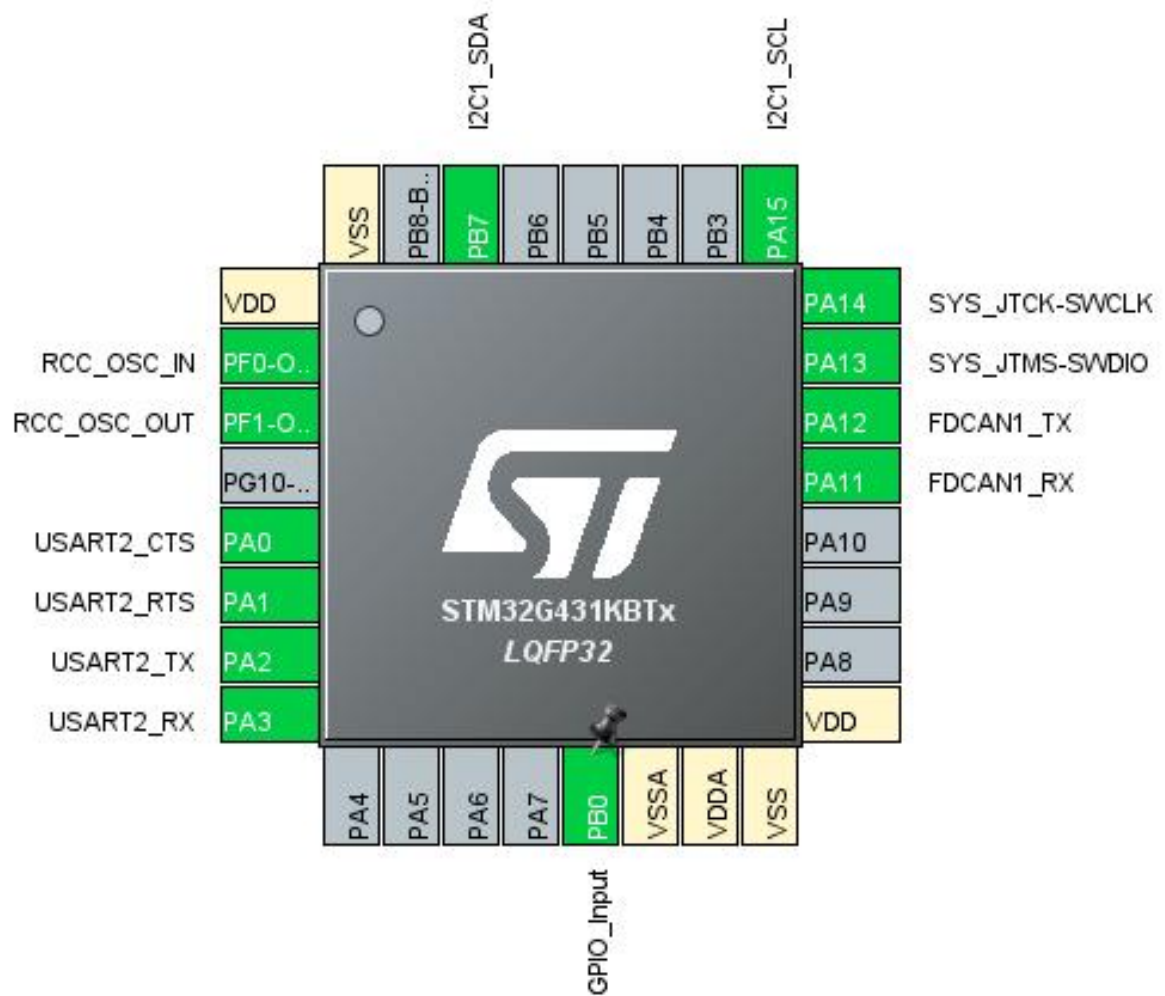 I2C1_SDA
I2C1_SCL
VSS
PB8-B..
PB7
PB6
PB5
PB4
PB3
PA15
VDD
RCC_OSC_IN
PF0-O..
RCC_OSC_OUT
PF1-O..
PG10-..
USART2_CTS
PA0
USART2_RTS
PA1
USART2_TX
PA2
USART2_RX
PA3
ST
STM32G431KBTx
LQFP32
PA14
SYS_JTCK-SWCLK
PA13
SYS_JTMS-SWDIO
PA12
FDCAN1_TX
PA11
FDCAN1_RX
PA10
PA9
PA8
VDD
PA4
PA5
PA6
PA7
PB0
VSSA
VDDA
VSS
GPIO_Input